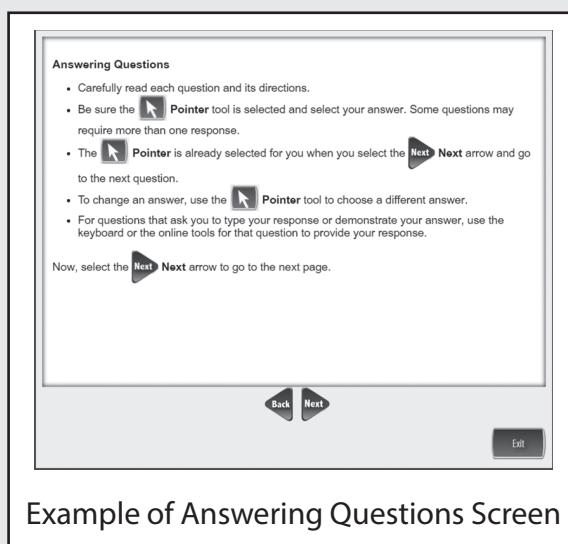 Answering Questions
• Carefully read each question and its directions.
• Be sure the Pointer tool is selected and select your answer. Some questions may
require more than one response.
• The Pointer is already selected for you when you select the Next Next arrow and go
to the next question.
• To change an answer, use the Pointer tool to choose a different answer.
• For questions that ask you to type your response or demonstrate your answer, use the
keyboard or the online tools for that question to provide your response.
Now, select the Next Next arrow to go to the next page.
Back Next
Exit
Example of Answering Questions Screen